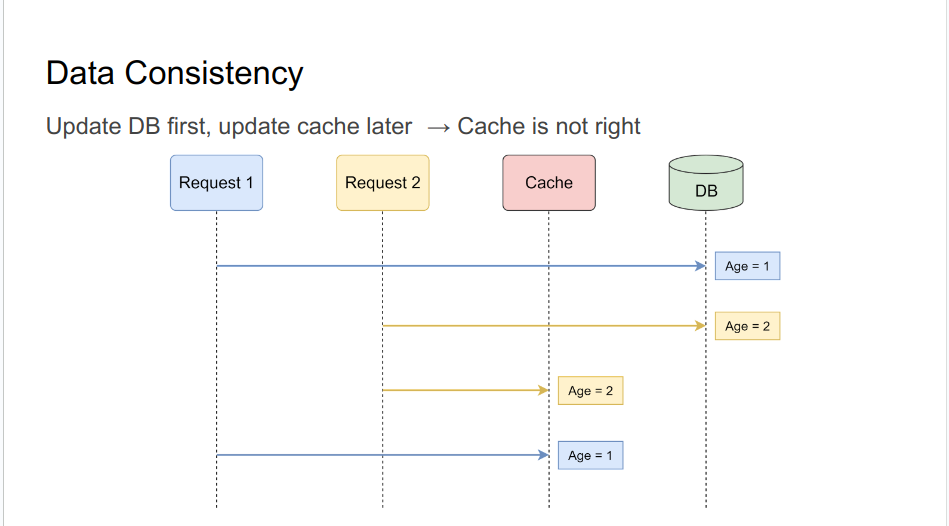 Data Consistency
Update DB first, update cache later → Cache is not right
Request 1
Request 2
Cache
DB
Age = 1
Age = 2
Age = 2
Age = 1